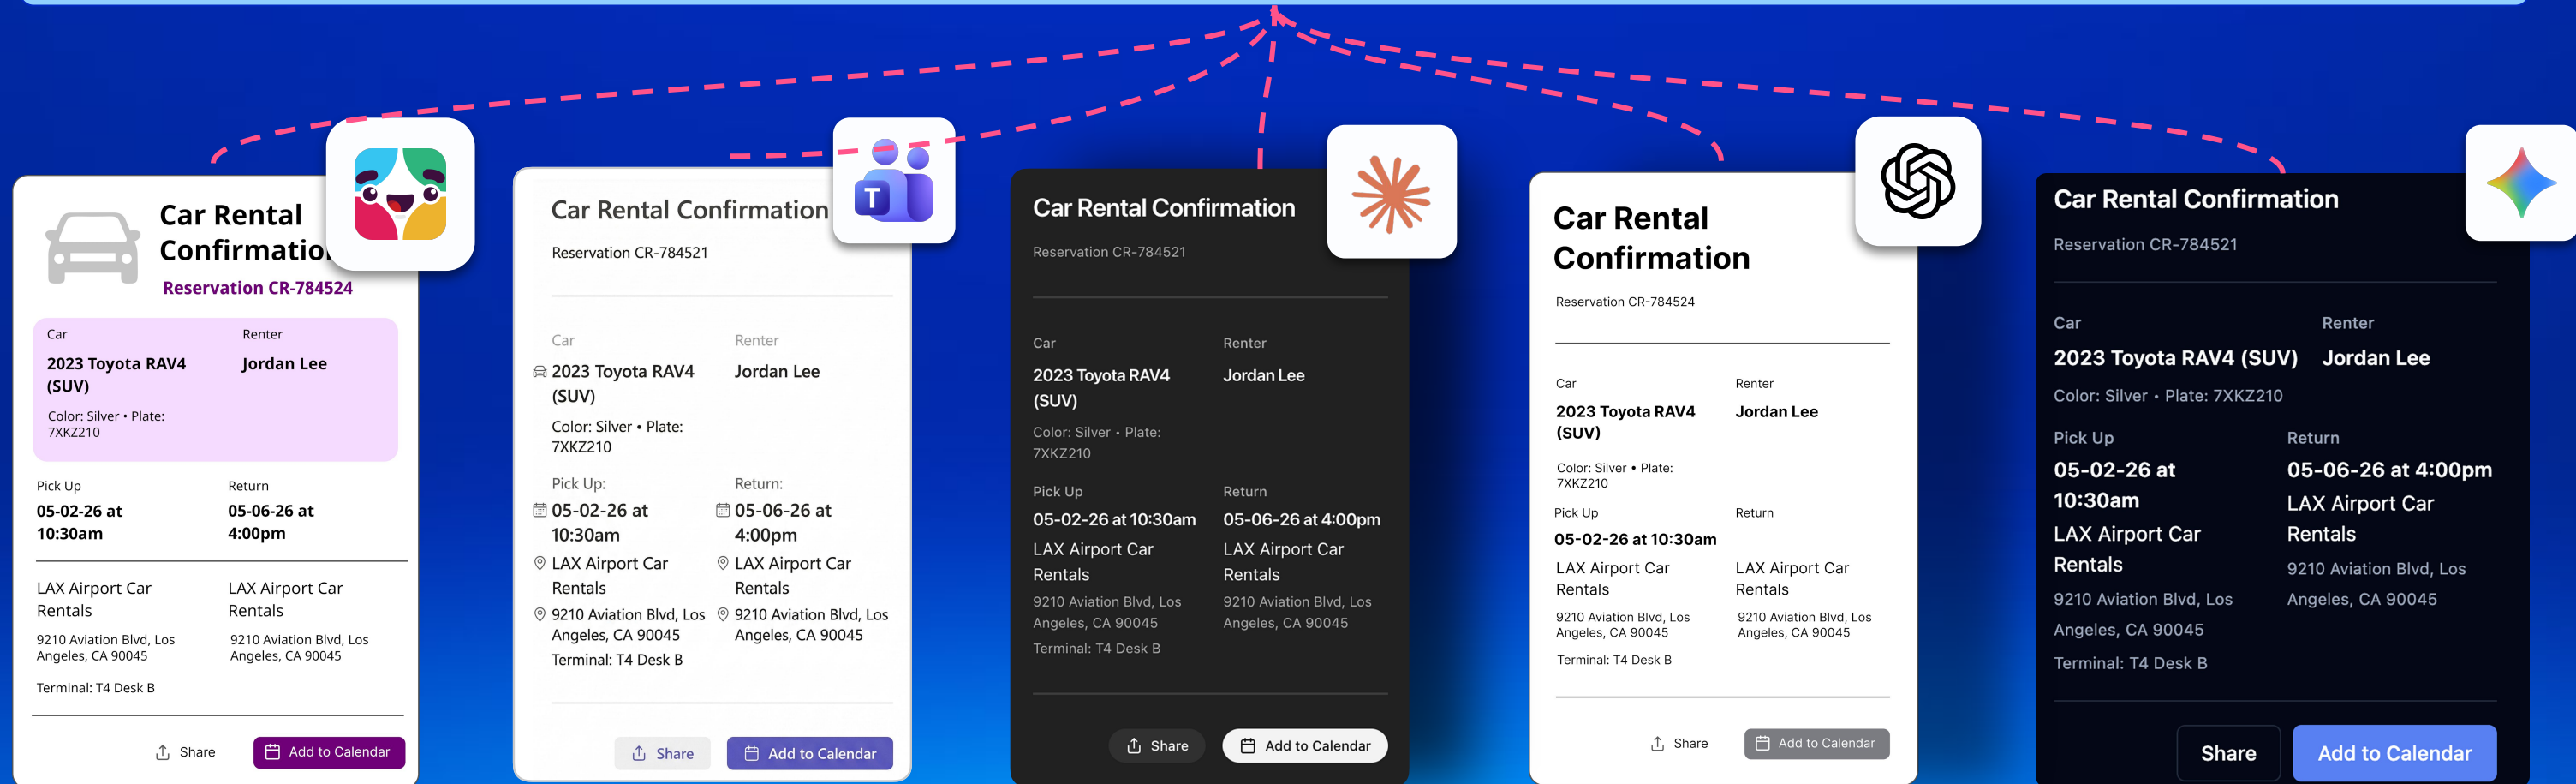 Car Rental
Confirmation
Reservation CR-784524
Car
Renter
2023 Toyota RAV4
(SUV)
Jordan Lee
Color: Silver • Plate:
7XKZ210
Pick Up
Return
05-02-26 at
10:30am
05-06-26 at
4:00pm
LAX Airport Car
Rentals
LAX Airport Car
Rentals
9210 Aviation Blvd, Los
Angeles, CA 90045
9210 Aviation Blvd, Los
Angeles, CA 90045
Terminal: T4 Desk B
Share
Add to Calendar
T
Car Rental Confirmation
Reservation CR-784521
Car
Renter
2023 Toyota RAV4
(SUV)
Jordan Lee
Color: Silver • Plate:
7XKZ210
Pick Up:
Return:
05-02-26 at
10:30am
05-06-26 at
4:00pm
LAX Airport Car
Rentals
LAX Airport Car
Rentals
9210 Aviation Blvd, Los
Angeles, CA 90045
9210 Aviation Blvd, Los
Angeles, CA 90045
Terminal: T4 Desk B
Share
Add to Calendar
Car Rental Confirmation
Reservation CR-784521
Car
Renter
2023 Toyota RAV4
(SUV)
Jordan Lee
Color: Silver • Plate:
7XKZ210
Pick Up
Return
05-02-26 at 10:30am
05-06-26 at 4:00pm
LAX Airport Car
Rentals
LAX Airport Car
Rentals
9210 Aviation Blvd, Los
Angeles, CA 90045
9210 Aviation Blvd, Los
Angeles, CA 90045
Terminal: T4 Desk B
Share
Add to Calendar
Car Rental
Confirmation
Reservation CR-784524
Car
Renter
2023 Toyota RAV4
(SUV)
Jordan Lee
Color: Silver • Plate:
7XKZ210
Pick Up
Return
05-02-26 at 10:30am
LAX Airport Car
Rentals
LAX Airport Car
Rentals
9210 Aviation Blvd, Los
Angeles, CA 90045
9210 Aviation Blvd, Los
Angeles, CA 90045
Terminal: T4 Desk B
Share
Add to Calendar
Car Rental Confirmation
Reservation CR-784521
Car
Renter
2023 Toyota RAV4 (SUV)
Jordan Lee
Color: Silver • Plate: 7XKZ210
Pick Up
Return
05-02-26 at
10:30am
05-06-26 at 4:00pm
LAX Airport Car
Rentals
LAX Airport Car
Rentals
9210 Aviation Blvd, Los
Angeles, CA 90045
9210 Aviation Blvd, Los
Angeles, CA 90045
Terminal: T4 Desk B
Share
Add to Calendar